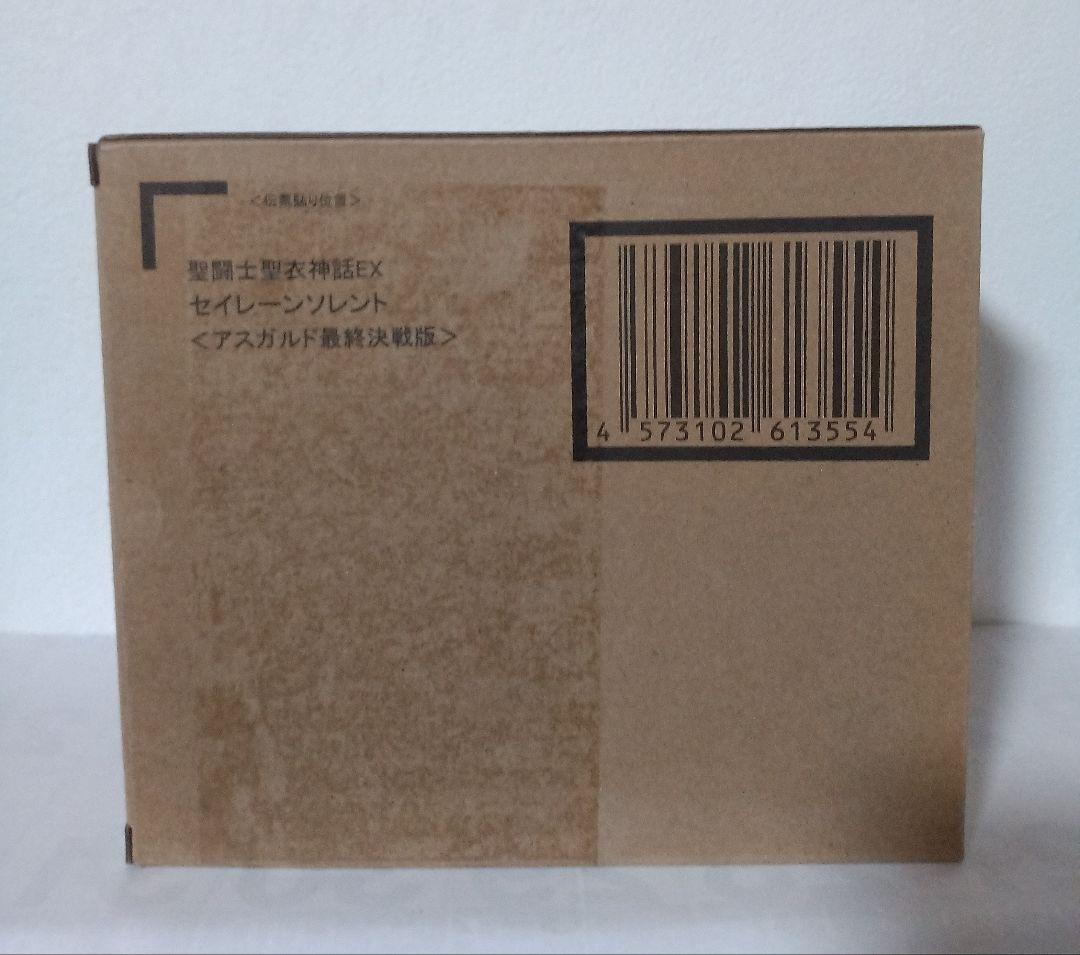 ＜伝票貼り位置＞
聖闘士聖衣神話EX
セイレーンソレント
＜アスガルド最終決戦版＞
4 573102 613554